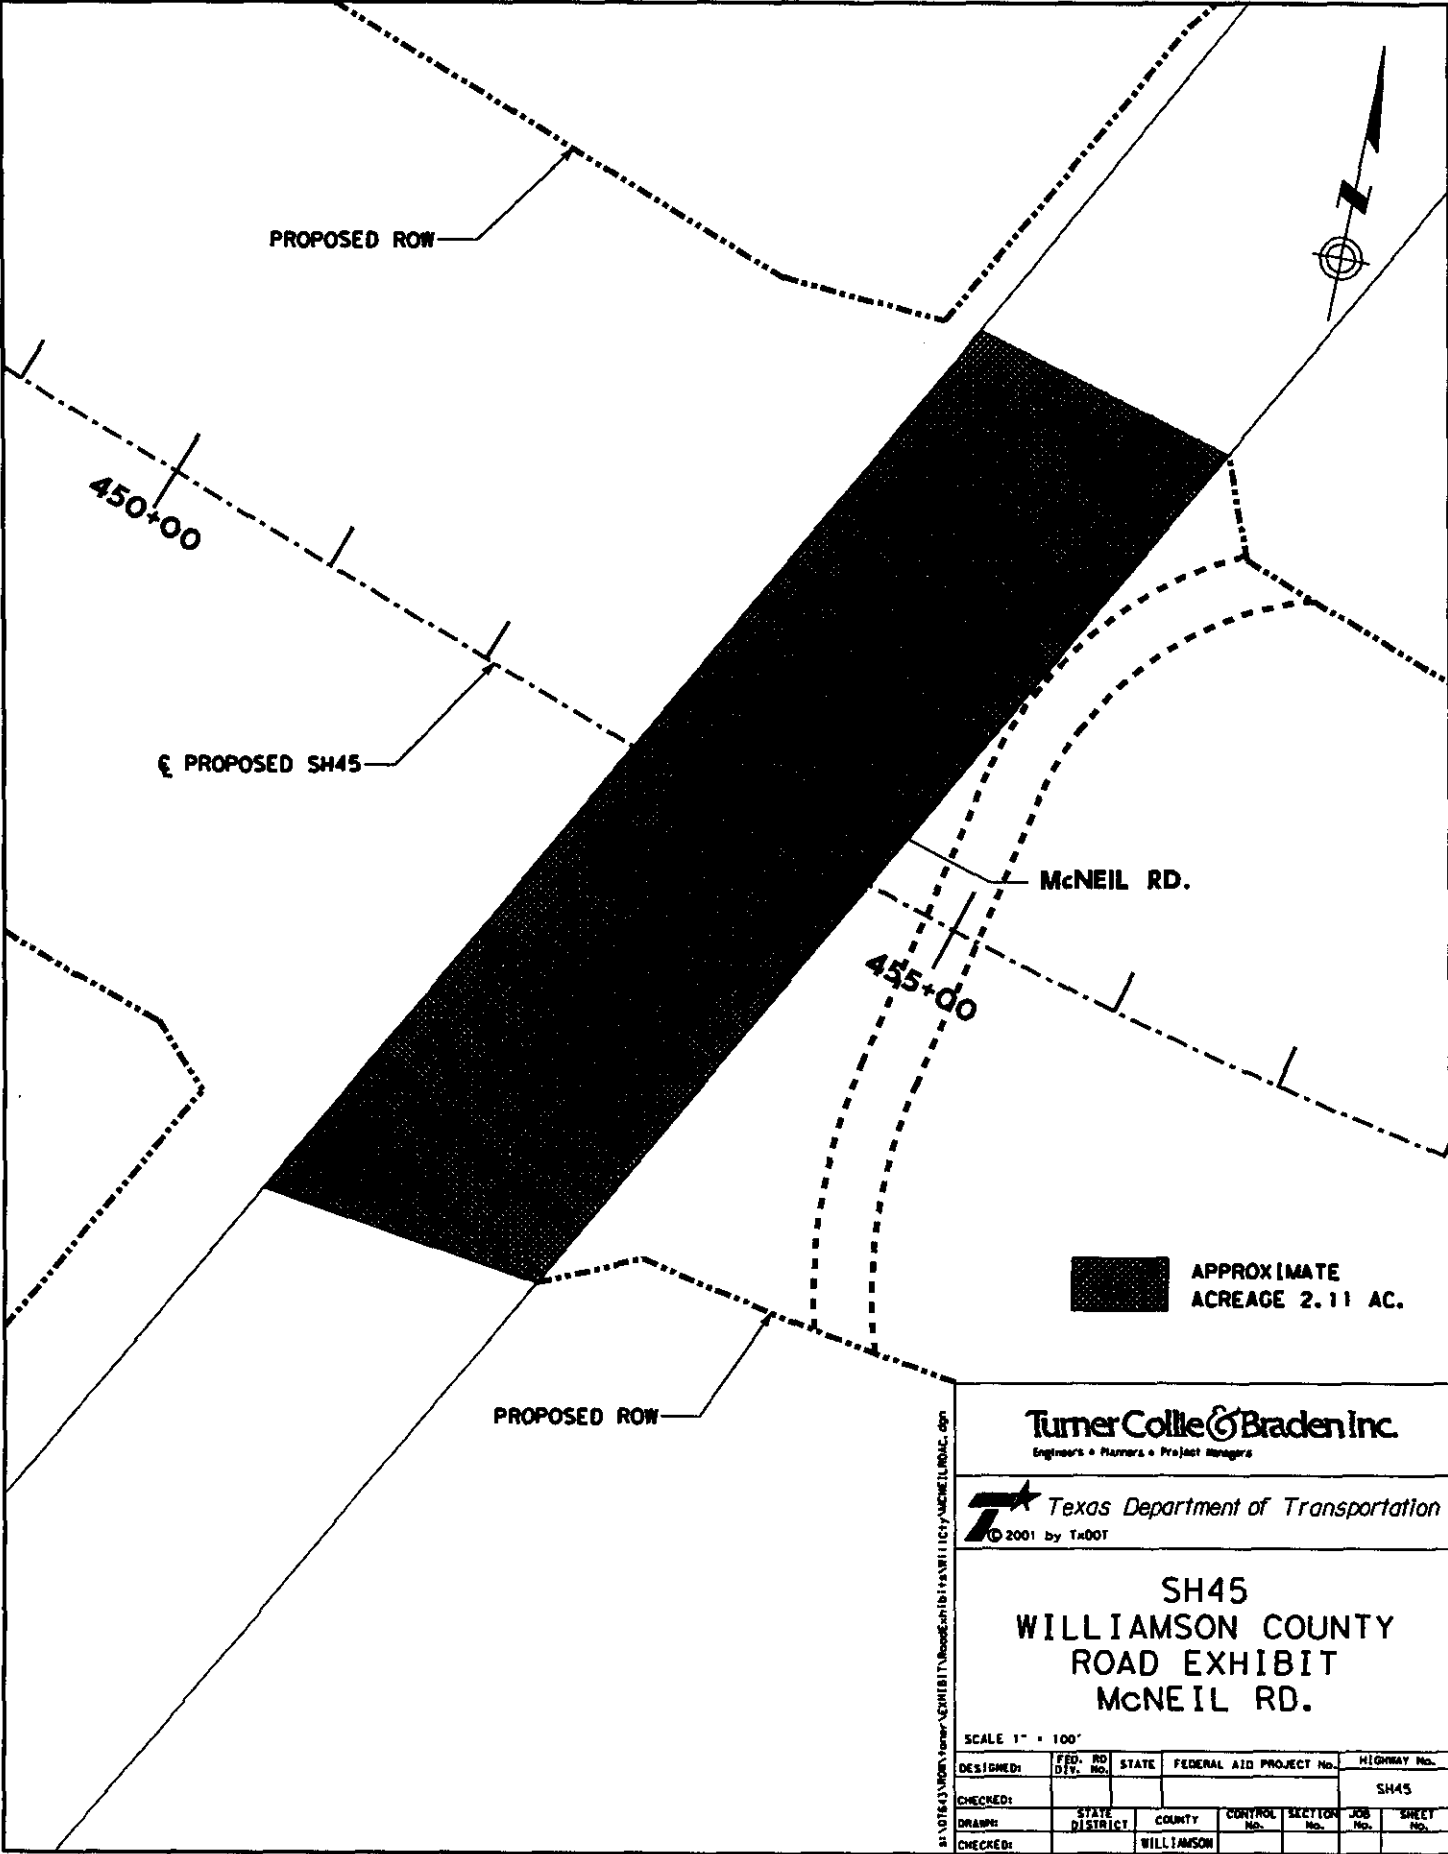 PROPOSED ROW
N
450+00
℄ PROPOSED SH45
McNEIL RD.
455+00
APPROXIMATE
ACREAGE 2.11 AC.
PROPOSED ROW
Turner Collie & Braden Inc.
Engineers • Planners • Project Managers
Texas Department of Transportation
© 2001 by TxDOT
SH45
WILLIAMSON COUNTY
ROAD EXHIBIT
McNEIL RD.
SCALE 1" = 100'
DESIGNED: FED. RD DIV. No. STATE FEDERAL AID PROJECT No. HIGHWAY No.
CHECKED: SH45
DRAWN: STATE DISTRICT COUNTY CONTROL No. SECTION No. JOB No. SHEET No.
CHECKED: WILLIAMSON